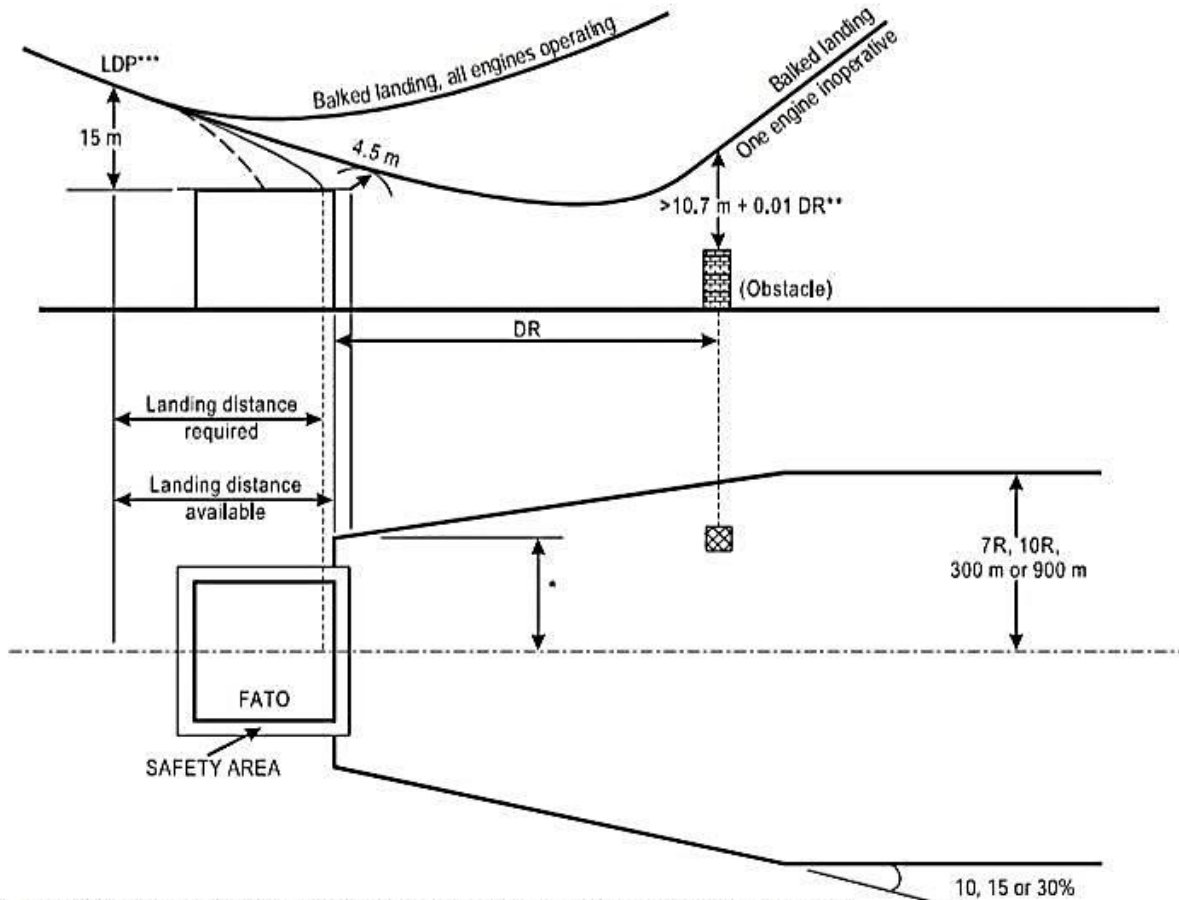 LDP***
Balked landing, all engines operating
Balked landing
One engine inoperative
15 m
4.5 m
>10.7 m + 0.01 DR**
(Obstacle)
DR
Landing distance
required
Landing distance
available
*
7R, 10R,
300 m or 900 m
FATO
SAFETY AREA
10, 15 or 30%